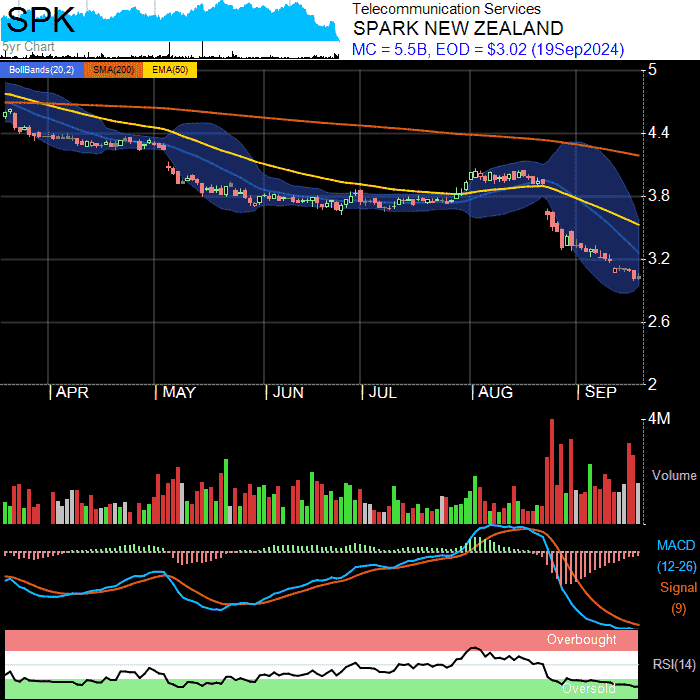 SPK
Telecommunication Services
SPARK NEW ZEALAND
5yr Chart
MC = 5.5B, EOD = $3.02 (19Sep2024)
BollBands(20,2) SMA(200) EMA(50)
5
4.4
3.8
3.2
2.6
2
APR MAY JUN JUL AUG SEP
4M
Volume
MACD
(12-26)
Signal
(9)
Overbought
RSI(14)
Oversold